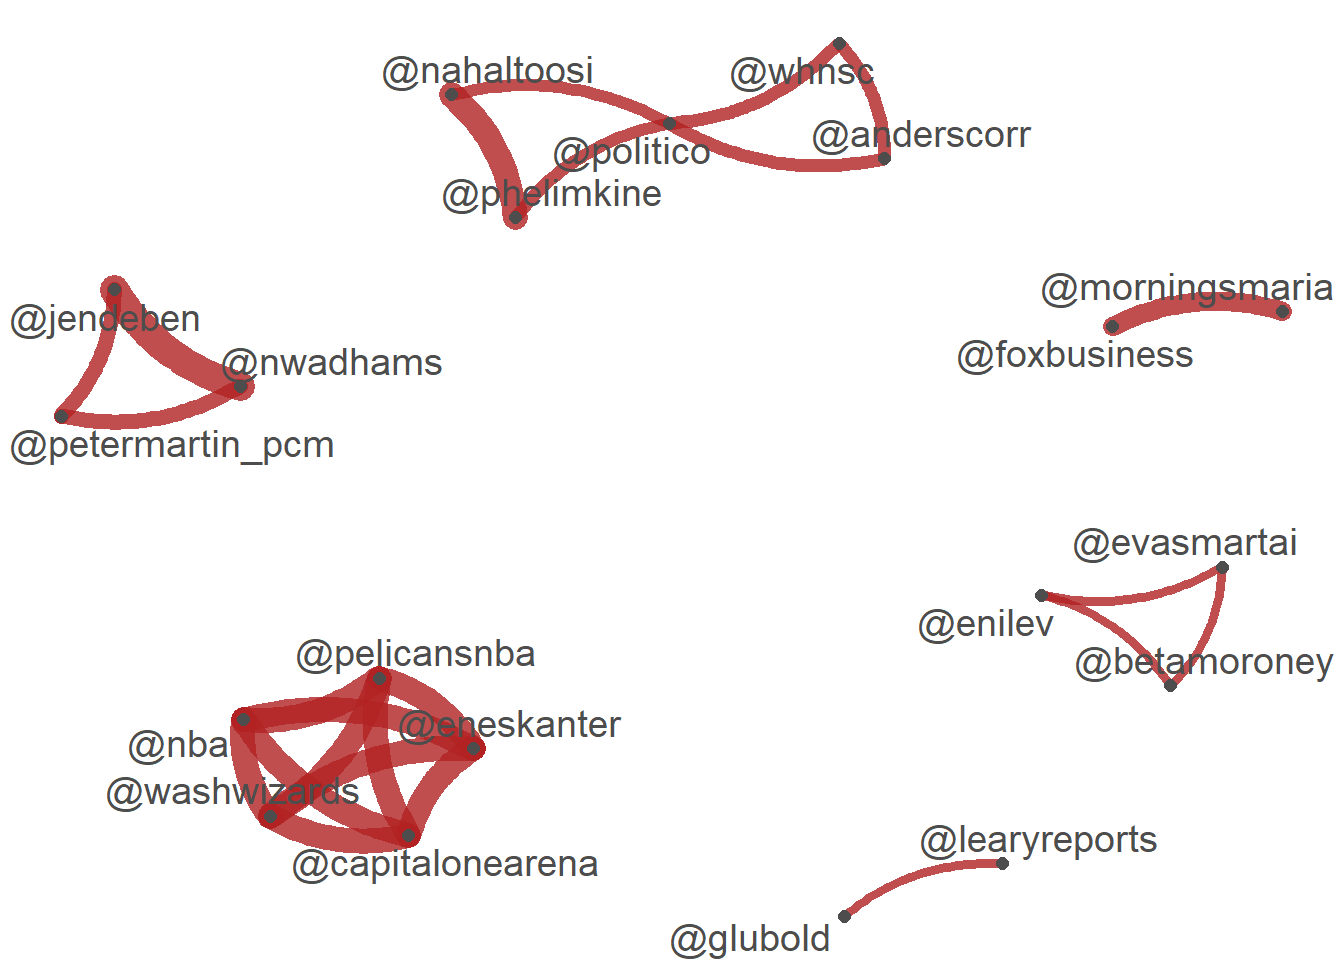 @nahaltoosi
@whnsc
@anderscorr
@politico
@phelimkine
@morningsmaria
@jendeben
@foxbusiness
@nwadhams
@petermartin_pcm
@evasmartai
@enilev
@pelicansnba
@betamoroney
@eneskanter
@nba
@washwizards
@learyreports
@capitalonearena
@glubold